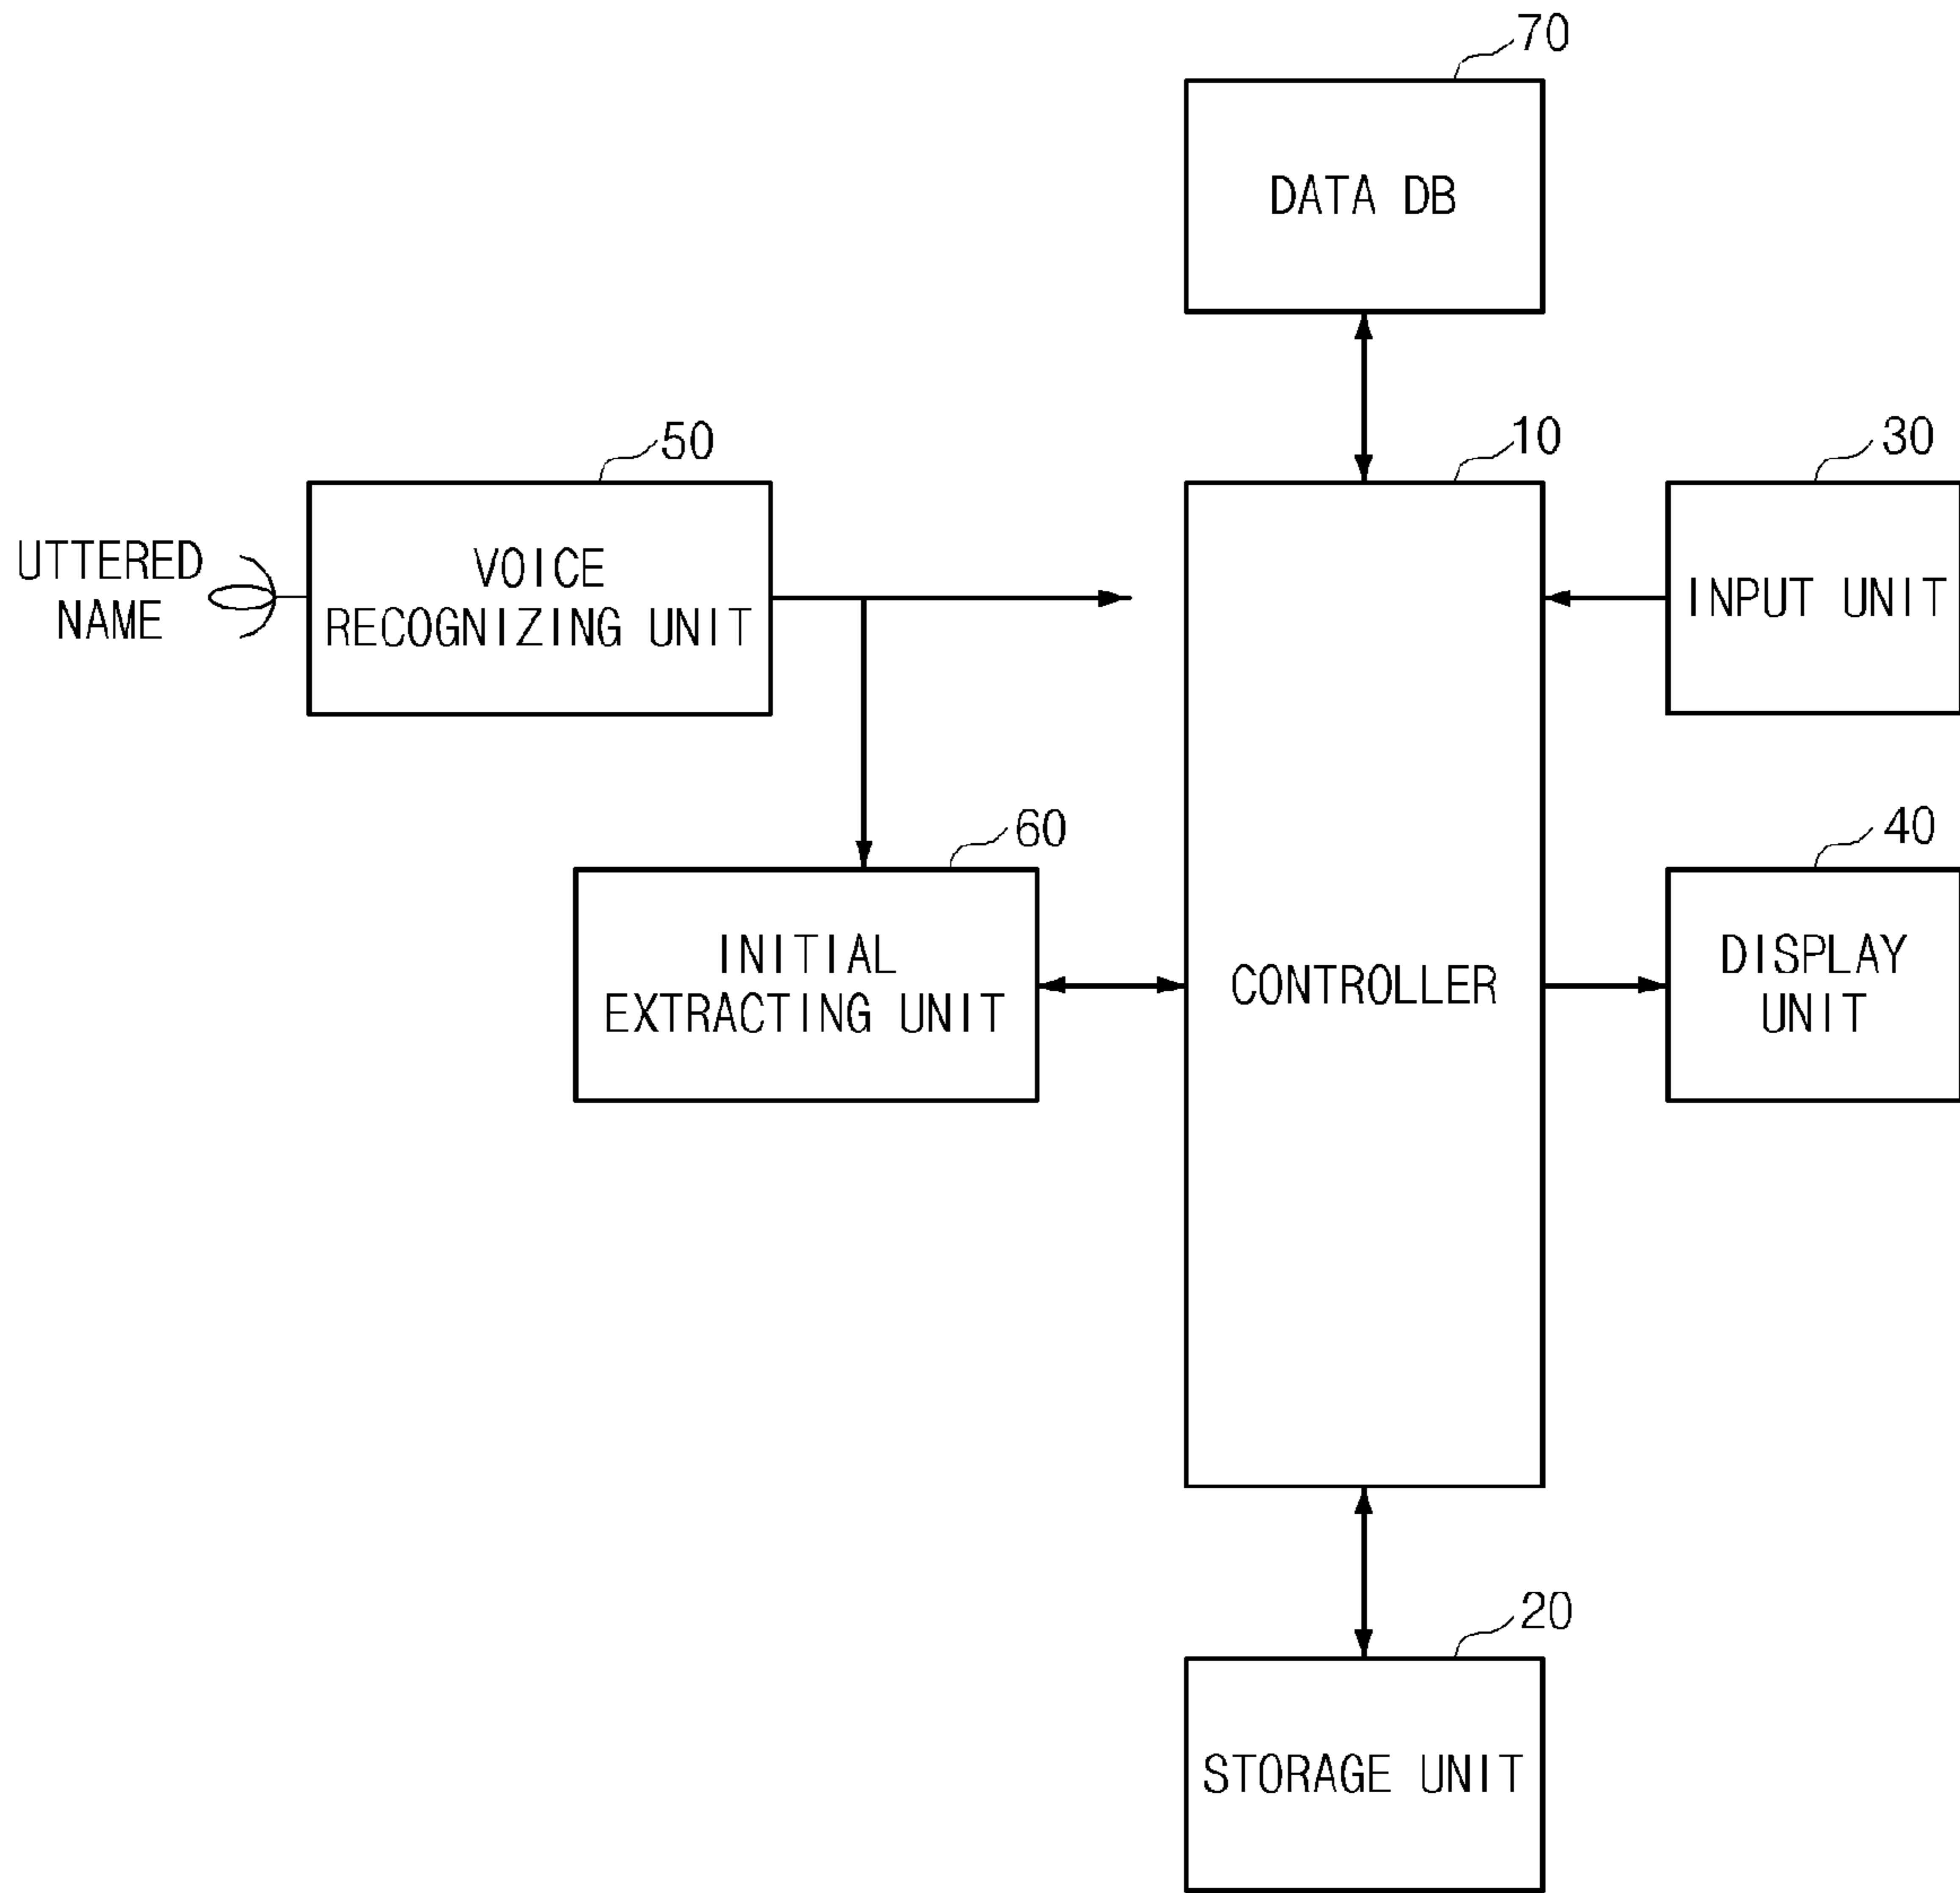 70
DATA DB
50
10
30
UTTERED
NAME
VOICE
RECOGNIZING UNIT
INPUT UNIT
60
40
INITIAL
EXTRACTING UNIT
CONTROLLER
DISPLAY
UNIT
20
STORAGE UNIT